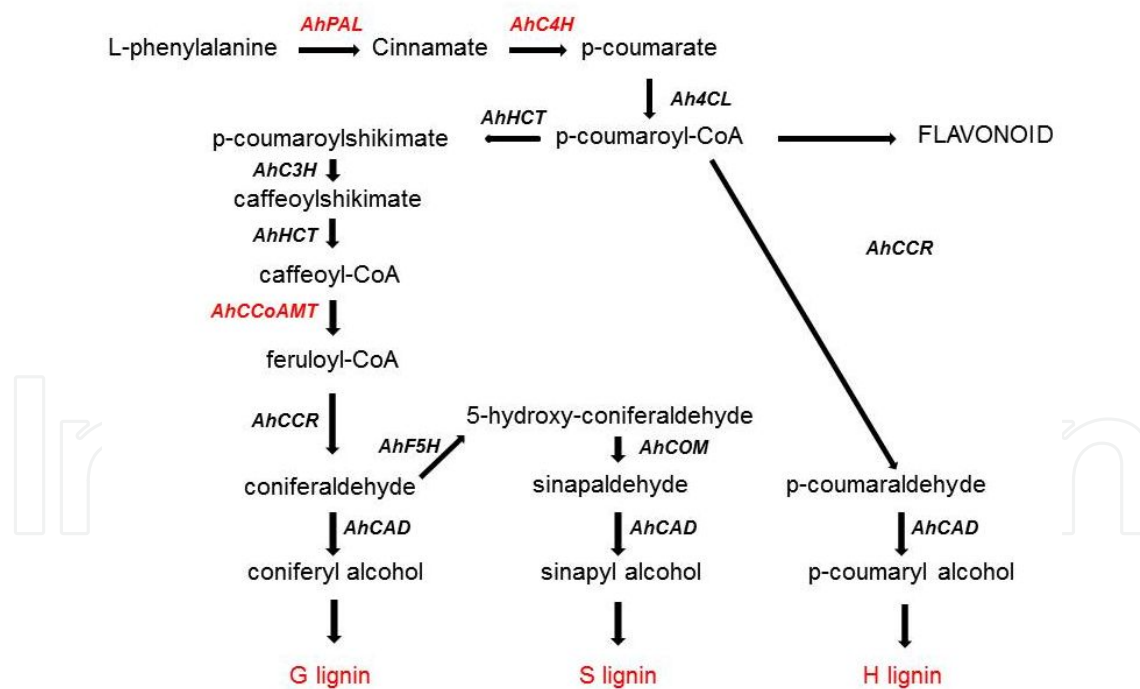 AhPAL
AhC4H
L-phenylalanine
Cinnamate
p-coumarate
Ah4CL
AhHCT
p-coumaroylshikimate
p-coumaroyl-CoA
FLAVONOID
AhC3H
caffeoylshikimate
AhHCT
AhCCR
caffeoyl-CoA
AhCCoAMT
feruloyl-CoA
5-hydroxy-coniferaldehyde
AhCCR
AhF5H
AhCOM
coniferaldehyde
sinapaldehyde
p-coumaraldehyde
AhCAD
AhCAD
AhCAD
coniferyl alcohol
sinapyl alcohol
p-coumaryl alcohol
G lignin
S lignin
H lignin